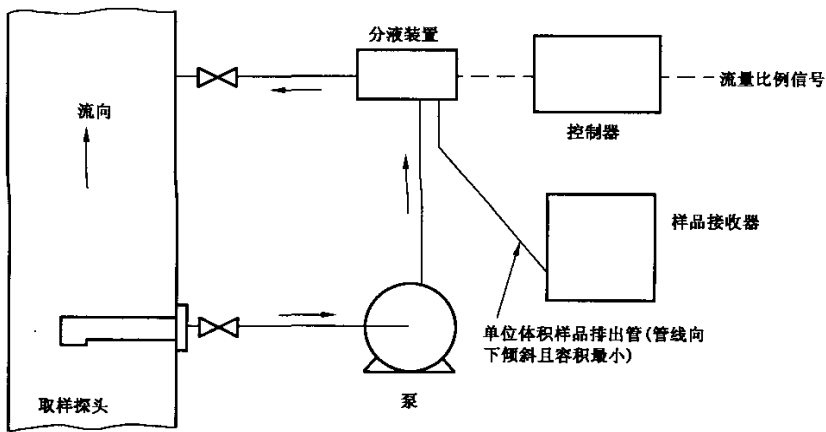 分液装置
流向
流量比例信号
控制器
样品接收器
单位体积样品排出管(管线向
下倾斜且容积最小)
取样探头
泵